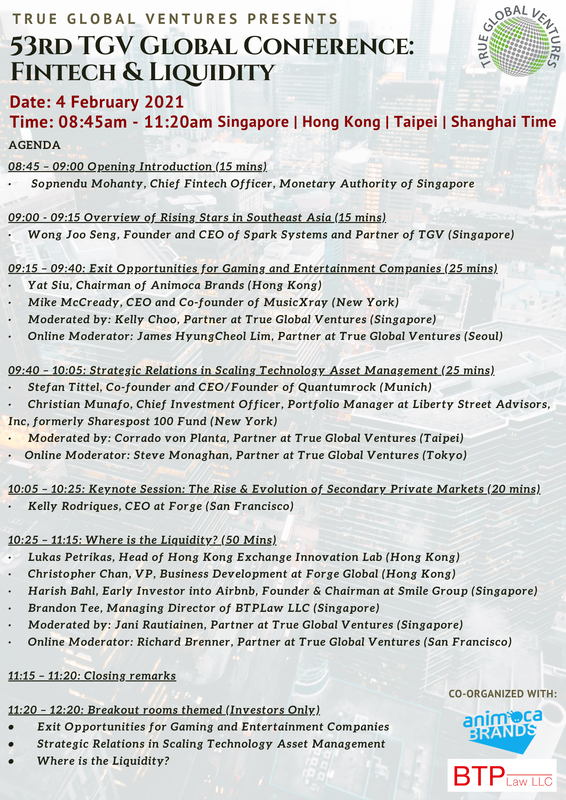 TRUE GLOBAL VENTURES PRESENTS
53RD TGV GLOBAL CONFERENCE:
FINTECH & LIQUIDITY
TRUE GLOBAL VENTURES
Date: 4 February 2021
Time: 08:45am - 11:20am Singapore | Hong Kong | Taipei | Shanghai Time
AGENDA
08:45 – 09:00 Opening Introduction (15 mins)
· Sopnendu Mohanty, Chief Fintech Officer, Monetary Authority of Singapore
09:00 - 09:15 Overview of Rising Stars in Southeast Asia (15 mins)
· Wong Joo Seng, Founder and CEO of Spark Systems and Partner of TGV (Singapore)
09:15 – 09:40: Exit Opportunities for Gaming and Entertainment Companies (25 mins)
· Yat Siu, Chairman of Animoca Brands (Hong Kong)
· Mike McCready, CEO and Co-founder of MusicXray (New York)
· Moderated by: Kelly Choo, Partner at True Global Ventures (Singapore)
· Online Moderator: James HyungCheol Lim, Partner at True Global Ventures (Seoul)
09:40 – 10:05: Strategic Relations in Scaling Technology Asset Management (25 mins)
· Stefan Tittel, Co-founder and CEO/Founder of Quantumrock (Munich)
· Christian Munafo, Chief Investment Officer, Portfolio Manager at Liberty Street Advisors,
Inc, formerly Sharespost 100 Fund (New York)
· Moderated by: Corrado von Planta, Partner at True Global Ventures (Taipei)
· Online Moderator: Steve Monaghan, Partner at True Global Ventures (Tokyo)
10:05 – 10:25: Keynote Session: The Rise & Evolution of Secondary Private Markets (20 mins)
· Kelly Rodriques, CEO at Forge (San Francisco)
10:25 – 11:15: Where is the Liquidity? (50 Mins)
· Lukas Petrikas, Head of Hong Kong Exchange Innovation Lab (Hong Kong)
· Christopher Chan, VP, Business Development at Forge Global (Hong Kong)
· Harish Bahl, Early Investor into Airbnb, Founder & Chairman at Smile Group (Singapore)
· Brandon Tee, Managing Director of BTPLaw LLC (Singapore)
· Moderated by: Jani Rautiainen, Partner at True Global Ventures (Singapore)
· Online Moderator: Richard Brenner, Partner at True Global Ventures (San Francisco)
11:15 – 11:20: Closing remarks
11:20 – 12:20: Breakout rooms themed (Investors Only)
● Exit Opportunities for Gaming and Entertainment Companies
● Strategic Relations in Scaling Technology Asset Management
● Where is the Liquidity?
CO-ORGANIZED WITH:
animoca
BRANDS
BTP Law LLC